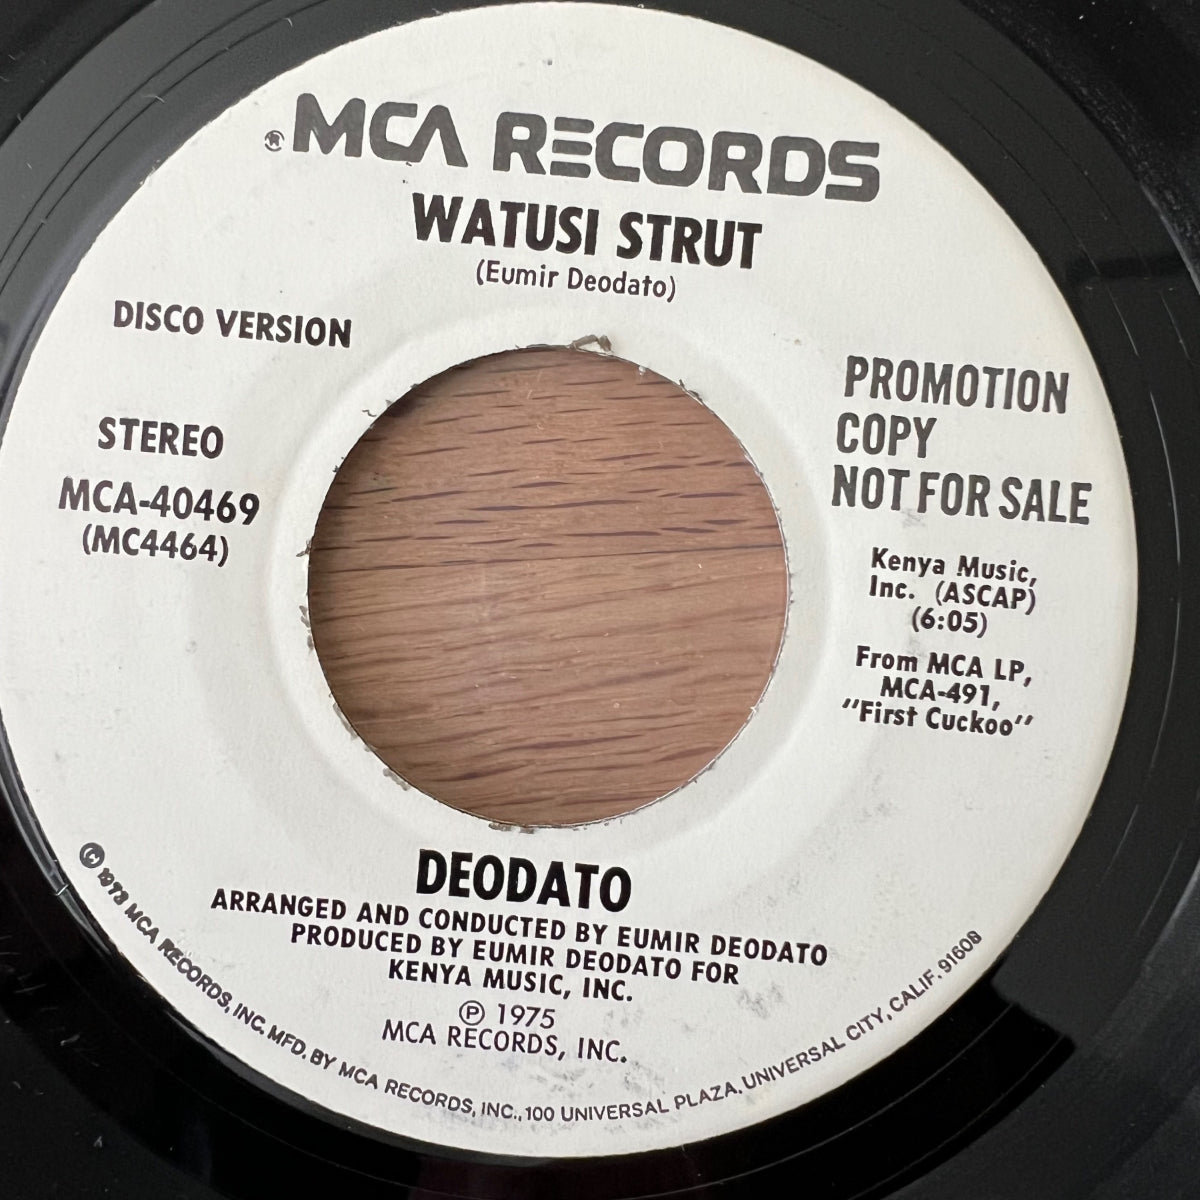 ® MCA RECORDS
WATUSI STRUT
(Eumir Deodato)
DISCO VERSION
STEREO
MCA-40469
(MC4464)
PROMOTION
COPY
NOT FOR SALE
Kenya Music,
Inc. (ASCAP)
(6:05)
From MCA LP,
MCA-491,
"First Cuckoo"
DEODATO
ARRANGED AND CONDUCTED BY EUMIR DEODATO
PRODUCED BY EUMIR DEODATO FOR
KENYA MUSIC, INC.
℗ 1975
MCA RECORDS, INC.
© 1973 MCA RECORDS, INC. MFD. BY MCA RECORDS, INC., 100 UNIVERSAL PLAZA, UNIVERSAL CITY, CALIF. 91608